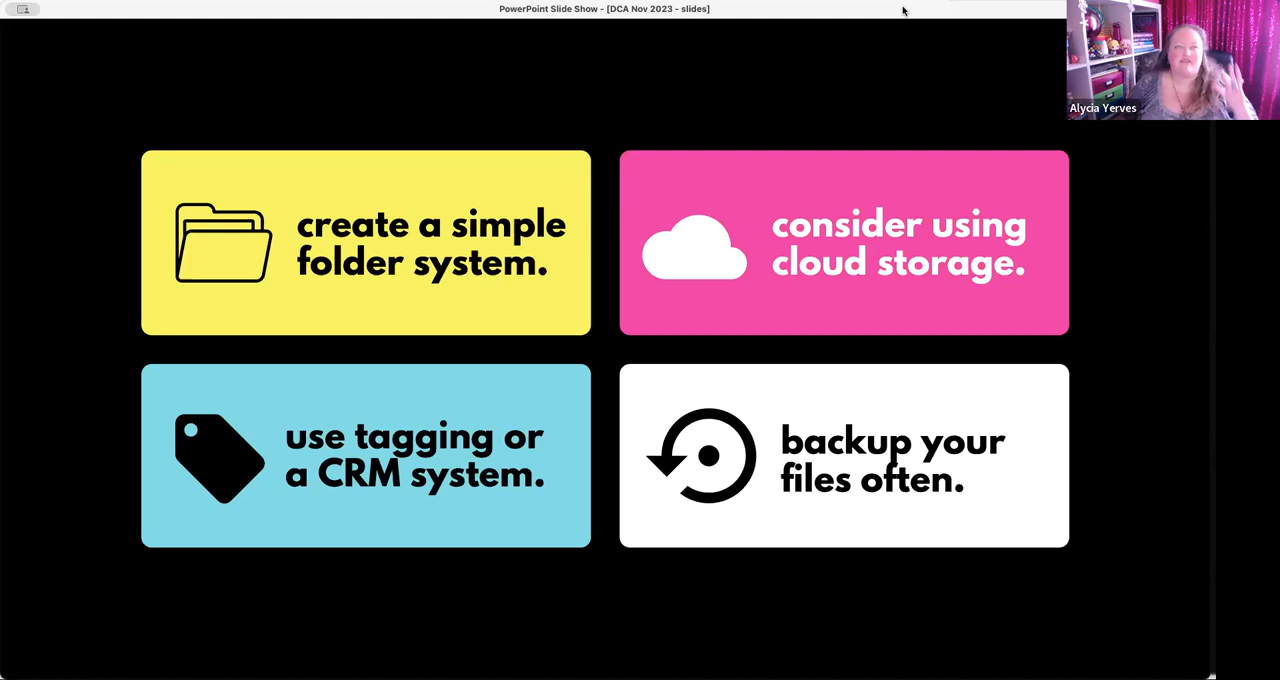 PowerPoint Slide Show - [DCA Nov 2023 - slides]
Alycia Yerves
create a simple
folder system.
consider using
cloud storage.
use tagging or
a CRM system.
backup your
files often.